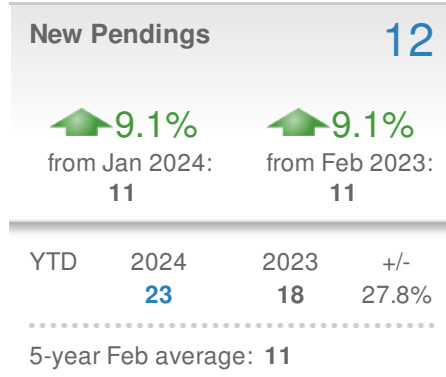 New Pendings 12
9.1% 9.1%
from Jan 2024: from Feb 2023:
11 11
YTD 2024 2023 +/-
23 18 27.8%
5-year Feb average: 11